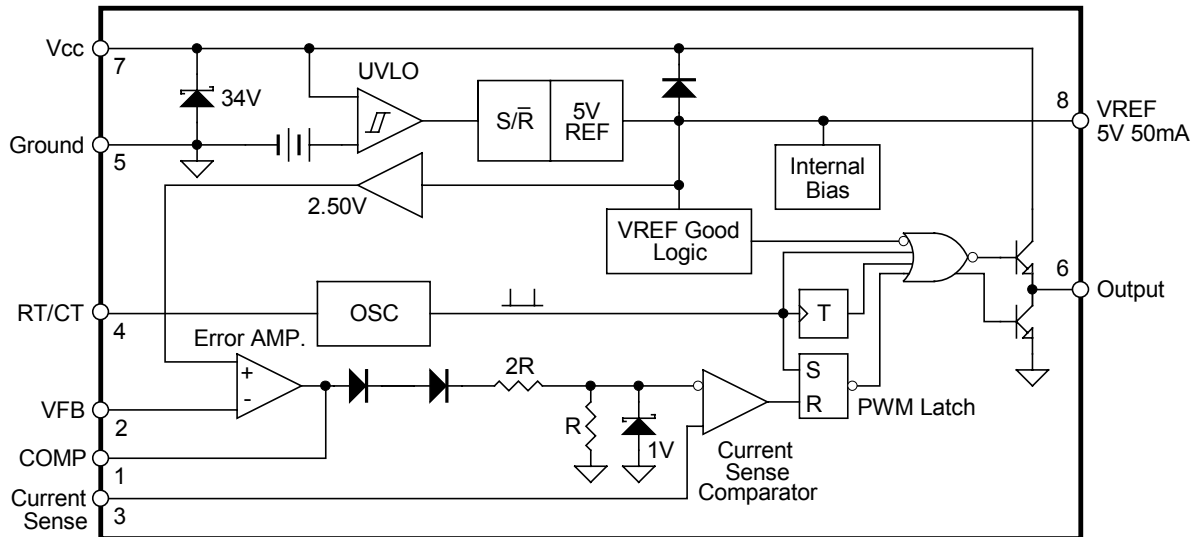 Vcc
7
UVLO
34V
S/R̅
5V
REF
8
VREF
5V 50mA
Ground
5
Internal
Bias
2.50V
VREF Good
Logic
6
Output
RT/CT
4
OSC
T
Error AMP.
+
-
2R
S
R
PWM Latch
VFB
2
R
1V
Current
Sense
Comparator
COMP
1
Current
Sense
3